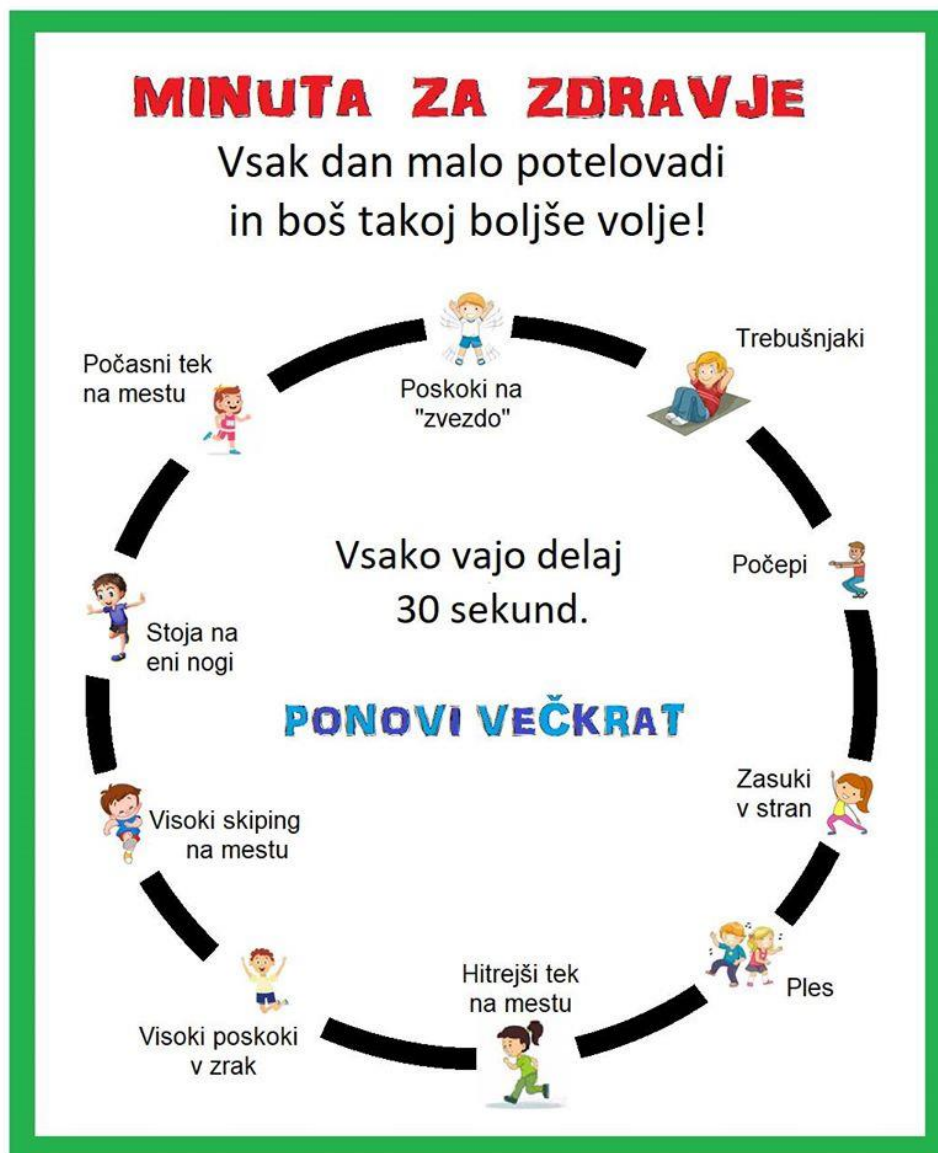 MINUTA ZA ZDRAVJE
Vsak dan malo potelovadi
in boš takoj boljše volje!
Poskoki na
"zvezdo"
Trebušnjaki
Počepi
Zasuki
v stran
Ples
Hitrejši tek
na mestu
Visoki poskoki
v zrak
Visoki skiping
na mestu
Stoja na
eni nogi
Počasni tek
na mestu
Vsako vajo delaj
30 sekund.
PONOVI VEČKRAT